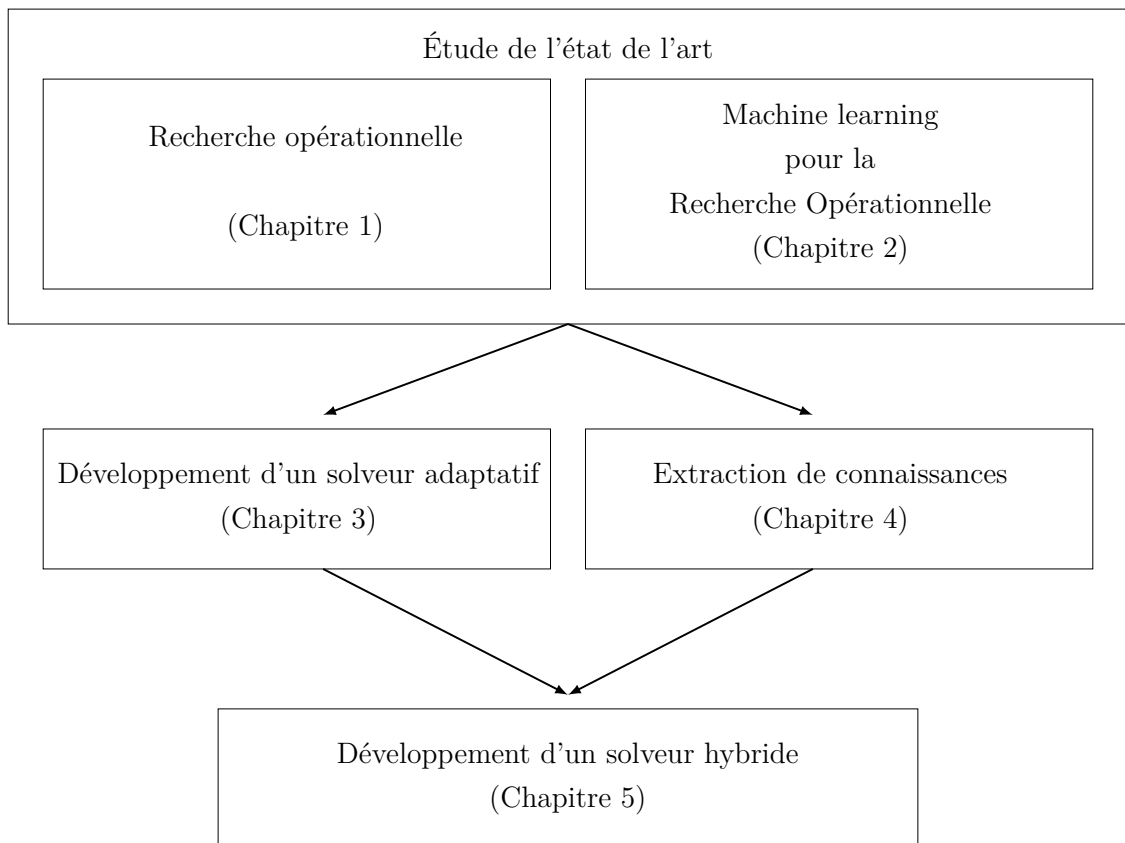 Étude de l'état de l'art
Recherche opérationnelle
(Chapitre 1)
Machine learning
pour la
Recherche Opérationnelle
(Chapitre 2)
Développement d'un solveur adaptatif
(Chapitre 3)
Extraction de connaissances
(Chapitre 4)
Développement d'un solveur hybride
(Chapitre 5)